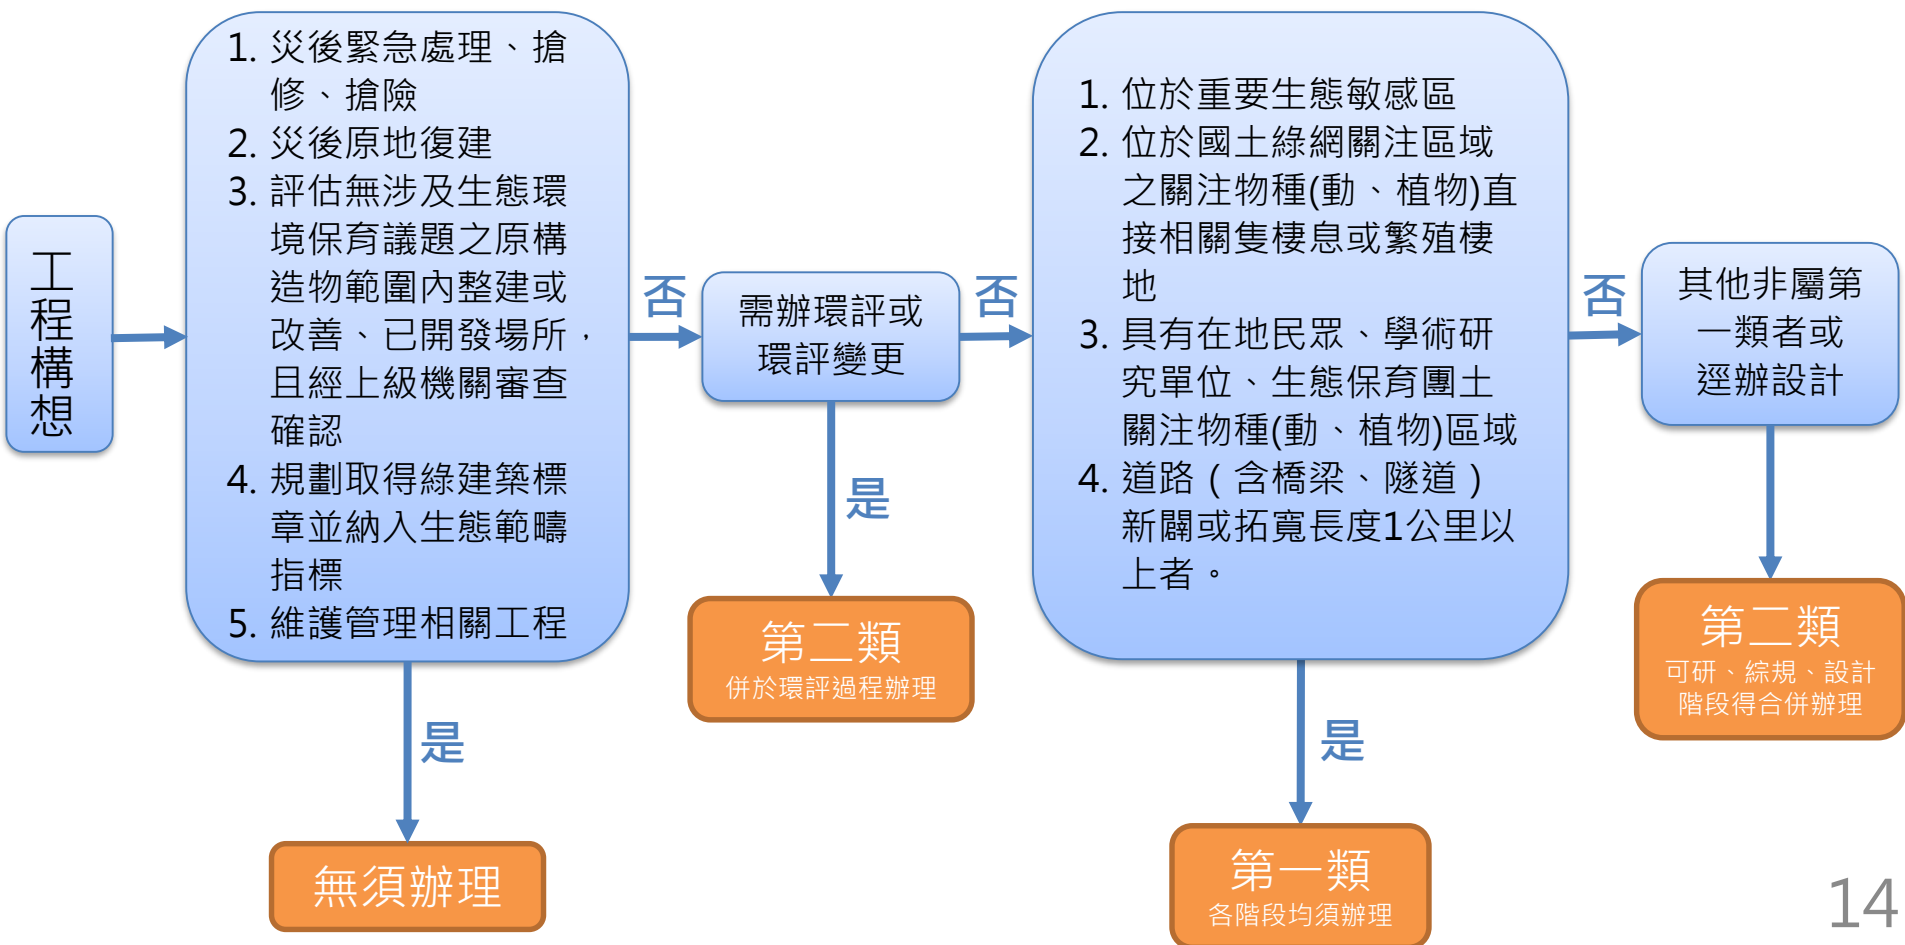 工程構想
1. 災後緊急處理、搶
修、搶險
2. 災後原地復建
3. 評估無涉及生態環
境保育議題之原構
造物範圍內整建或
改善、已開發場所，
且經上級機關審查
確認
4. 規劃取得綠建築標
章並納入生態範疇
指標
5. 維護管理相關工程
否
需辦環評或
環評變更
否
1. 位於重要生態敏感區
2. 位於國土綠網關注區域
之關注物種(動、植物)直
接相關隻棲息或繁殖棲
地
3. 具有在地民眾、學術研
究單位、生態保育團土
關注物種(動、植物)區域
4. 道路（含橋梁、隧道）
新闢或拓寬長度1公里以
上者。
否
其他非屬第
一類者或
逕辦設計
是
第二類
併於環評過程辦理
第二類
可研、綜規、設計
階段得合併辦理
是
無須辦理
是
第一類
各階段均須辦理
14